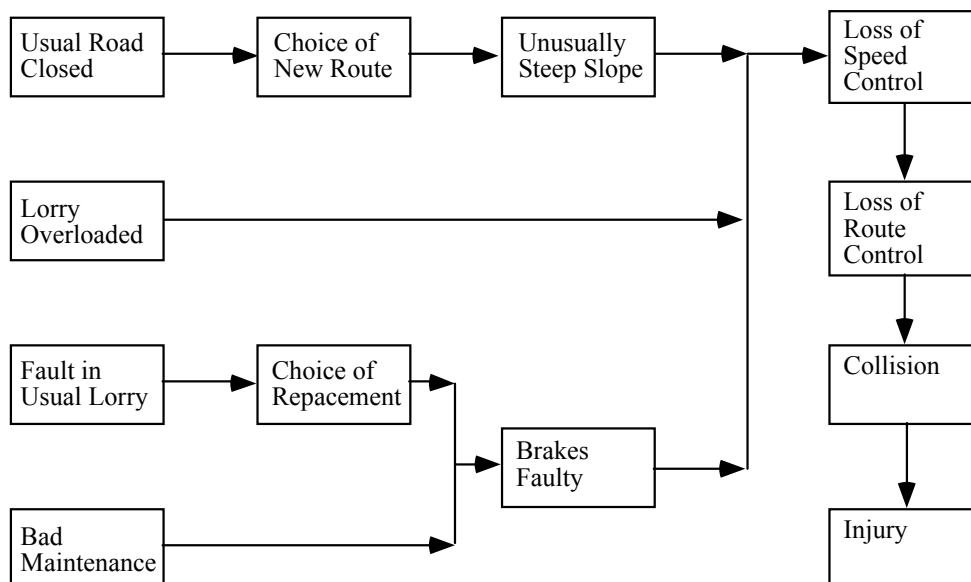 Usual Road
Closed
Choice of
New Route
Unusually
Steep Slope
Loss of
Speed
Control
Lorry
Overloaded
Loss of
Route
Control
Fault in
Usual Lorry
Choice of
Repacement
Collision
Brakes
Faulty
Bad
Maintenance
Injury